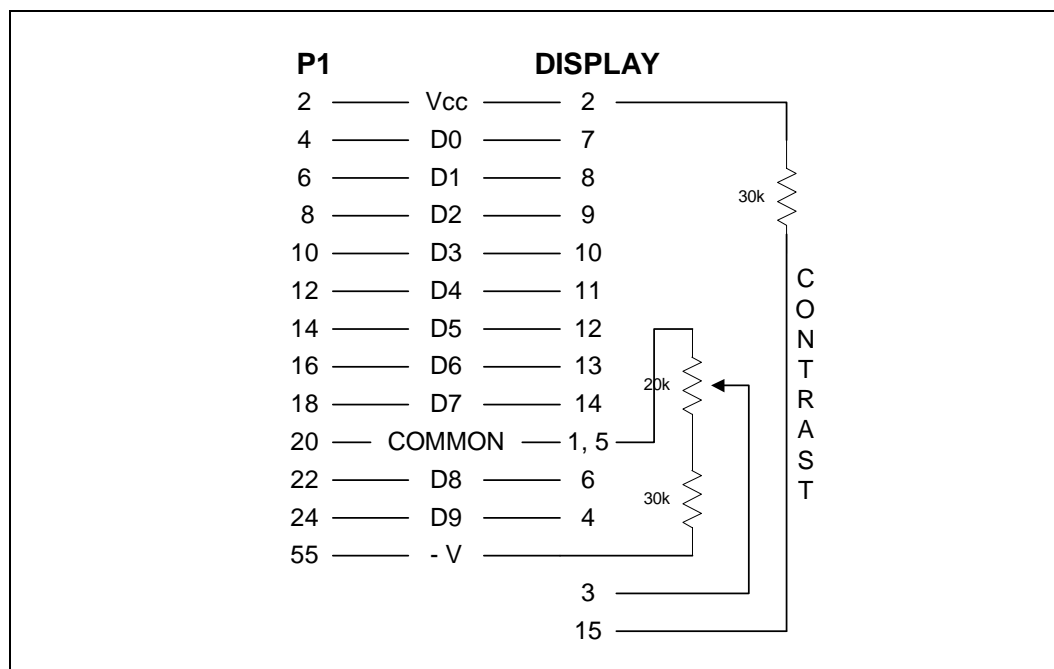 P1 DISPLAY
2 Vcc 2
4 D0 7
6 D1 8
30k
8 D2 9
10 D3 10
12 D4 11
14 D5 12
16 D6 13
20k
18 D7 14
20 COMMON 1, 5
22 D8 6
30k
24 D9 4
55 - V
3
15
CONTRAST